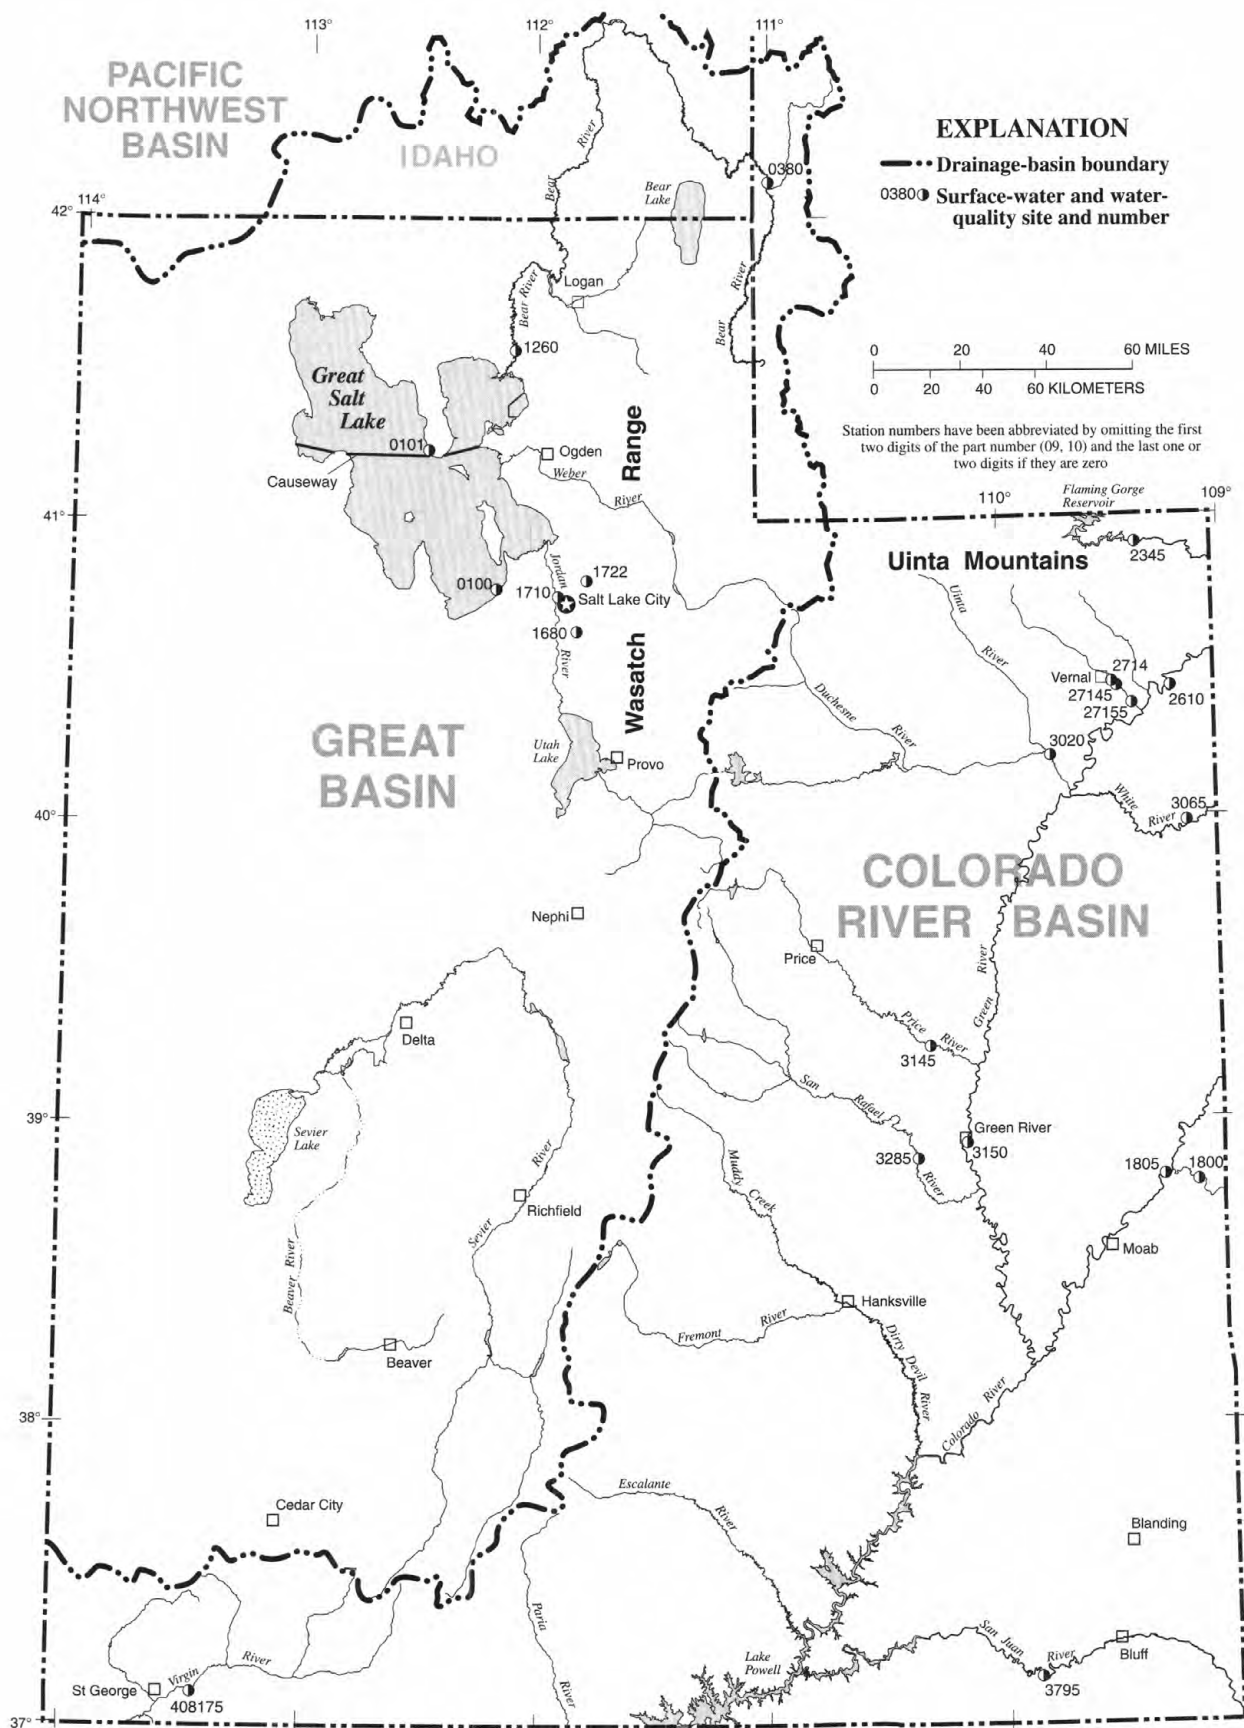 113°
112°
111°
PACIFIC
NORTHWEST
BASIN
IDAHO
EXPLANATION
Drainage-basin boundary
0380 Surface-water and water-
quality site and number
River
Bear
River
0380
Bear
Lake
42°
114°
Logan
Bear River
River
Bear
1260
0 20 40 60 MILES
0 20 40 60 KILOMETERS
Great
Salt
Lake
0101
Causeway
Ogden
Weber
River
Range
Station numbers have been abbreviated by omitting the first
two digits of the part number (09, 10) and the last one or
two digits if they are zero
Flaming Gorge
Reservoir
110°
109°
41°
2345
Uinta Mountains
Jordan
1722
0100
1710
Salt Lake City
1680
River
Wasatch
Uinta
River
Vernal
2714
27145
27155
2610
Duchesne
River
3020
GREAT
BASIN
Utah
Lake
Provo
White
River
3065
40°
COLORADO
RIVER BASIN
Nephi
Price
River
Green
Price
River
3145
Delta
San
Rafael
River
39°
Sevier
Lake
River
Green River
3150
3285
1805
1800
Muddy
Creek
Richfield
Sevier
Moab
Beaver River
Hanksville
Fremont
River
Dirty Devil
River
Beaver
Colorado
River
38°
Escalante
River
Cedar City
Blanding
Paria
River
San Juan
River
Bluff
Virgin
River
Lake
Powell
St George
408175
3795
37°